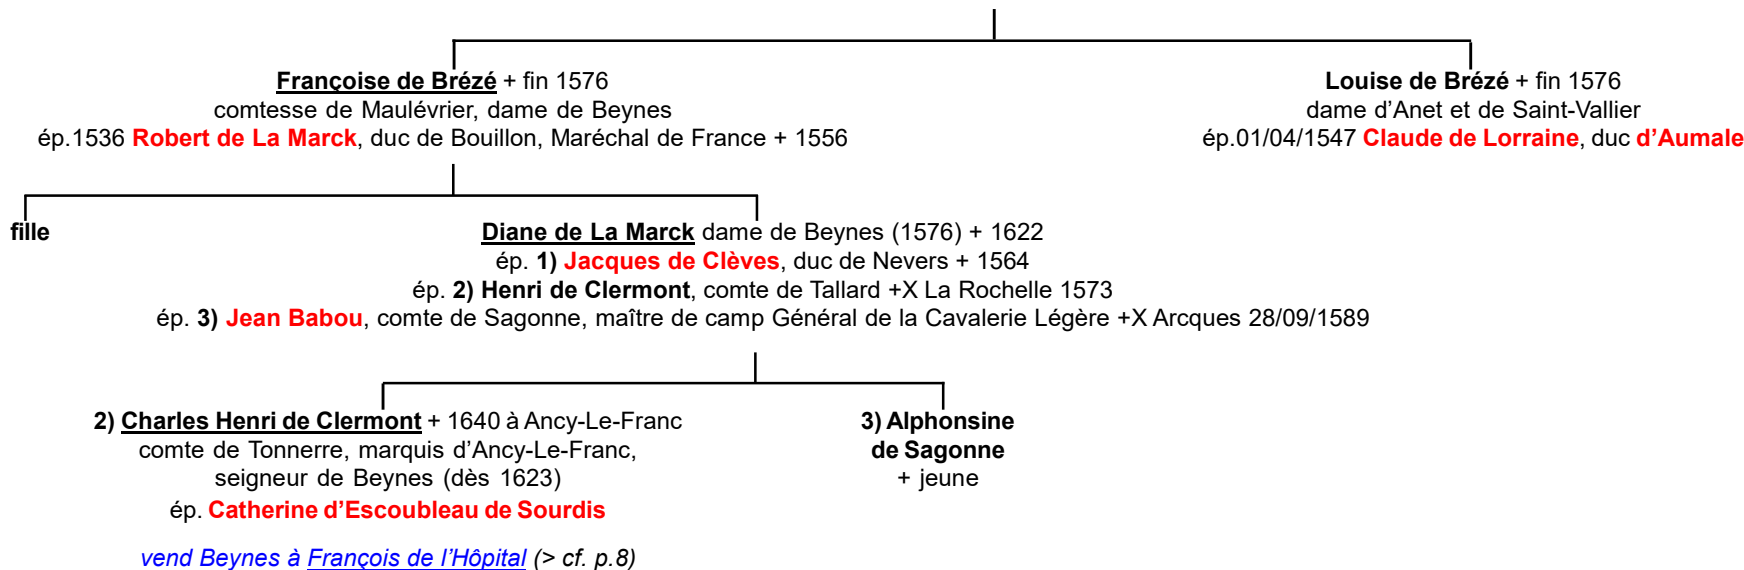 Françoise de Brézé + fin 1576
comtesse de Maulévrier, dame de Beynes
ép.1536 Robert de La Marck, duc de Bouillon, Maréchal de France + 1556
Louise de Brézé + fin 1576
dame d'Anet et de Saint-Vallier
ép.01/04/1547 Claude de Lorraine, duc d'Aumale
fille
Diane de La Marck dame de Beynes (1576) + 1622
ép. 1) Jacques de Clèves, duc de Nevers + 1564
ép. 2) Henri de Clermont, comte de Tallard +X La Rochelle 1573
ép. 3) Jean Babou, comte de Sagonne, maître de camp Général de la Cavalerie Légère +X Arcques 28/09/1589
2) Charles Henri de Clermont + 1640 à Ancy-Le-Franc
comte de Tonnerre, marquis d'Ancy-Le-Franc,
seigneur de Beynes (dès 1623)
ép. Catherine d'Escoubleau de Sourdis
vend Beynes à François de l'Hôpital (> cf. p.8)
3) Alphonsine
de Sagonne
+ jeune